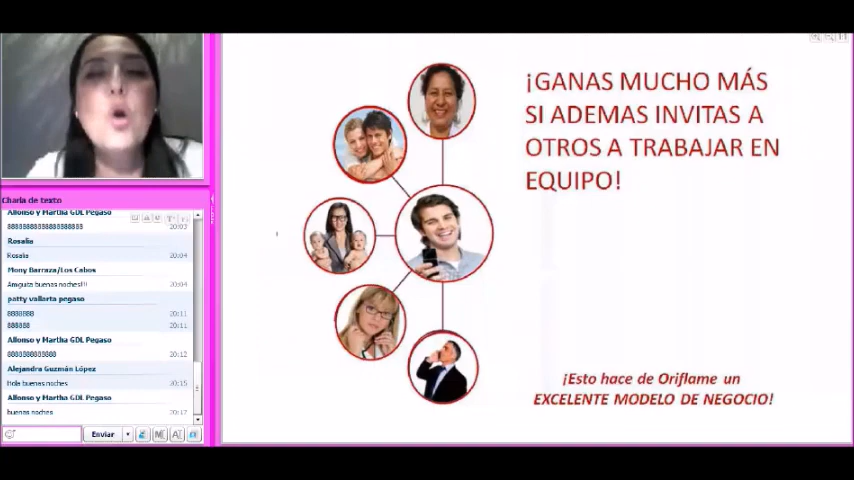 Charla de texto
Alfonso y Martha GDL Pegaso
20:03
Rosalia
Rosalia 20:04
Mony Barraza/Los Cabos
Amiguita buenas noches!!! 20:04
patty vallarta pegaso
8888888 20:11
888888 20:11
Alfonso y Martha GDL Pegaso
20:12
Alejandra Guzmán López
Hola buenas noches 20:15
Alfonso y Martha GDL Pegaso
buenas noches 20:17
Enviar
¡GANAS MUCHO MÁS
SI ADEMAS INVITAS A
OTROS A TRABAJAR EN
EQUIPO!
¡Esto hace de Oriflame un
EXCELENTE MODELO DE NEGOCIO!